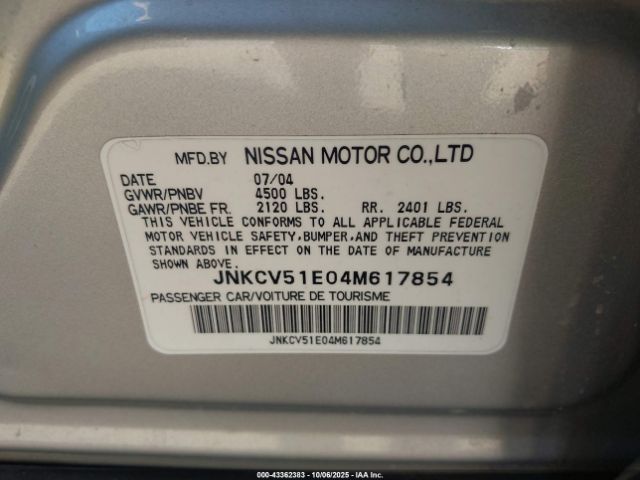 MFD.BY NISSAN MOTOR CO.,LTD
DATE 07/04
GVWR/PNBV 4500 LBS.
GAWR/PNBE FR. 2120 LBS. RR. 2401 LBS.
THIS VEHICLE CONFORMS TO ALL APPLICABLE FEDERAL
MOTOR VEHICLE SAFETY,BUMPER,AND THEFT PREVENTION
STANDARDS IN EFFECT ON THE DATE OF MANUFACTURE
SHOWN ABOVE. JNKCV51E04M617854
PASSENGER CAR/VOITURE DE TOURISME
JNKCV51E04M617854
000-43362383 - 10/06/2025 - IAA Inc.